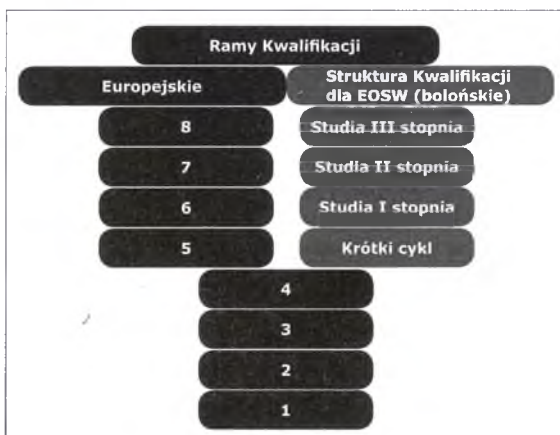 Ramy Kwalifikacji
Europejskie
Struktura Kwalifikacji
dla EOSW (bolońskie)
8
Studia III stopnia
7
Studia II stopnia
6
Studia I stopnia
5
Krótki cykl
4
3
2
1